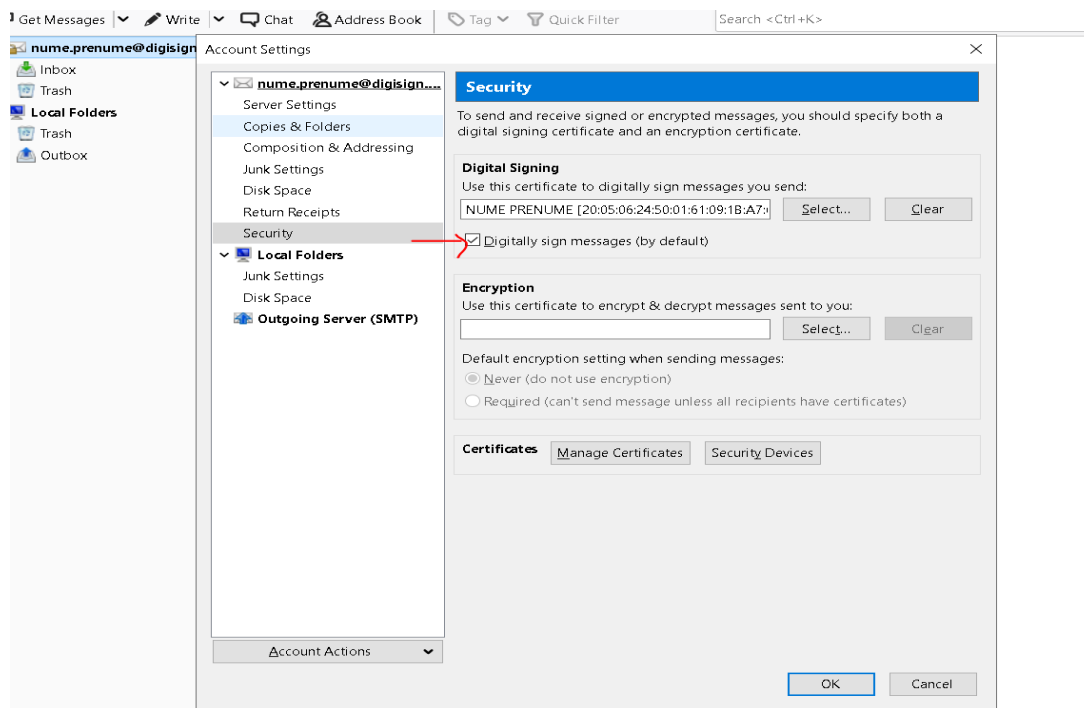 Get Messages Write Chat Address Book Tag Quick Filter Search <Ctrl+K>
nume.prenume@digisign
Inbox
Trash
Local Folders
Trash
Outbox
Account Settings
nume.prenume@digisign....
Server Settings
Copies & Folders
Composition & Addressing
Junk Settings
Disk Space
Return Receipts
Security
Local Folders
Junk Settings
Disk Space
Outgoing Server (SMTP)
Account Actions
Security
To send and receive signed or encrypted messages, you should specify both a
digital signing certificate and an encryption certificate.
Digital Signing
Use this certificate to digitally sign messages you send:
NUME PRENUME [20:05:06:24:50:01:61:09:1B:A7: Select... Clear
Digitally sign messages (by default)
Encryption
Use this certificate to encrypt & decrypt messages sent to you:
Select... Clear
Default encryption setting when sending messages:
Never (do not use encryption)
Required (can't send message unless all recipients have certificates)
Certificates Manage Certificates Security Devices
OK Cancel